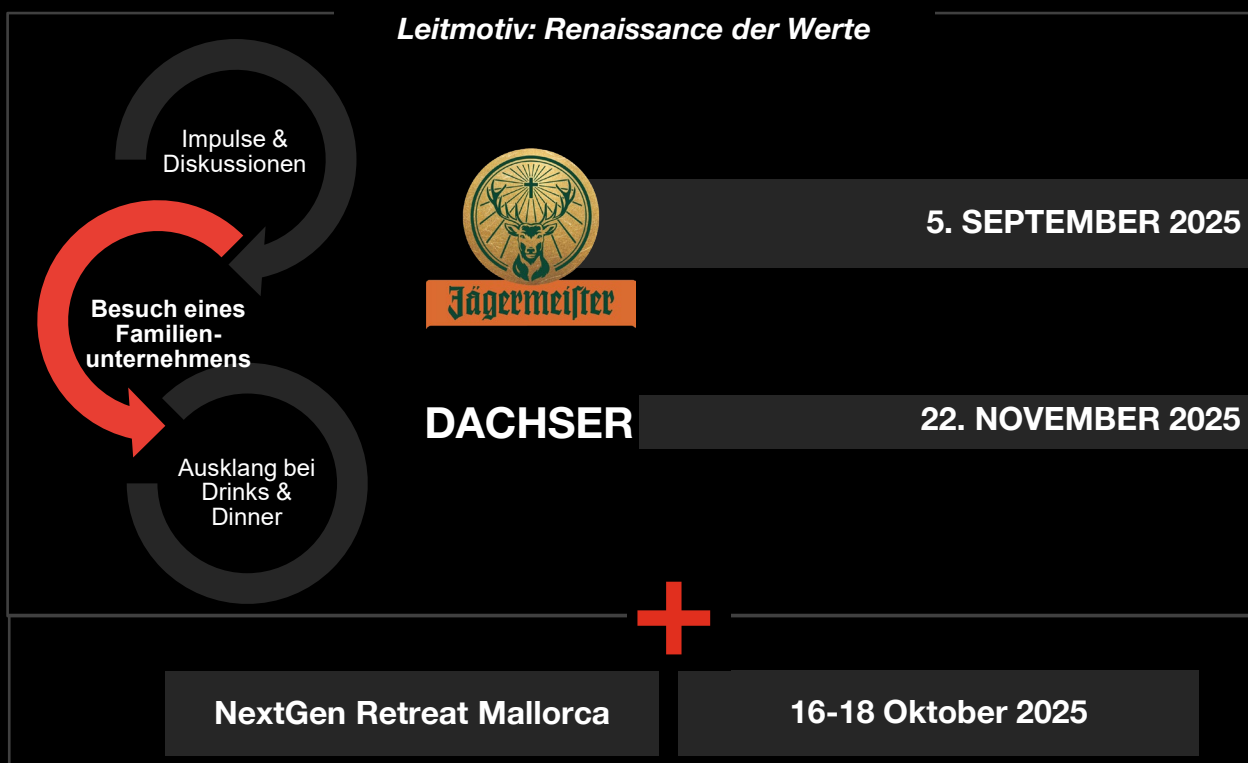 Leitmotiv: Renaissance der Werte
Impulse &
Diskussionen
Besuch eines
Familien-
unternehmens
Ausklang bei
Drinks &
Dinner
Jägermeiſter
5. SEPTEMBER 2025
DACHSER
22. NOVEMBER 2025
NextGen Retreat Mallorca
16-18 Oktober 2025